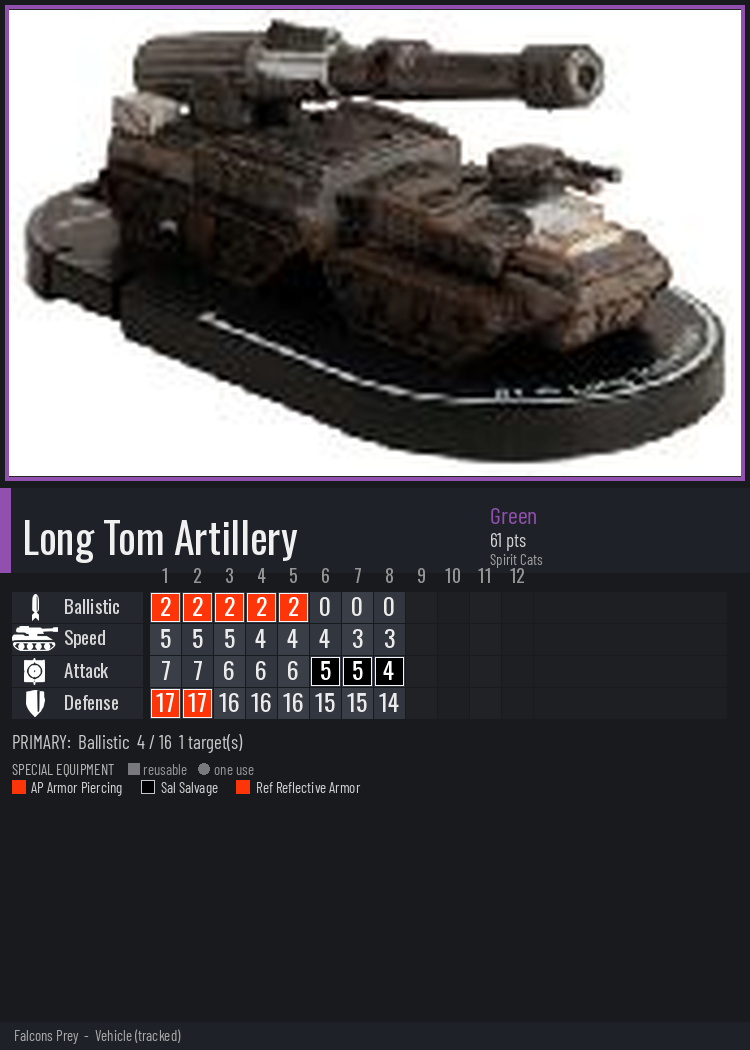 Long Tom Artillery
Green
61 pts
Spirit Cats
1 2 3 4 5 6 7 8 9 10 11 12
Ballistic 2 2 2 2 2 0 0 0
Speed 5 5 5 4 4 4 3 3
Attack 7 7 6 6 6 5 5 4
Defense 17 17 16 16 16 15 15 14
PRIMARY: Ballistic 4 / 16 1 target(s)
SPECIAL EQUIPMENT reusable one use
AP Armor Piercing Sal Salvage Ref Reflective Armor
Falcons Prey - Vehicle (tracked)